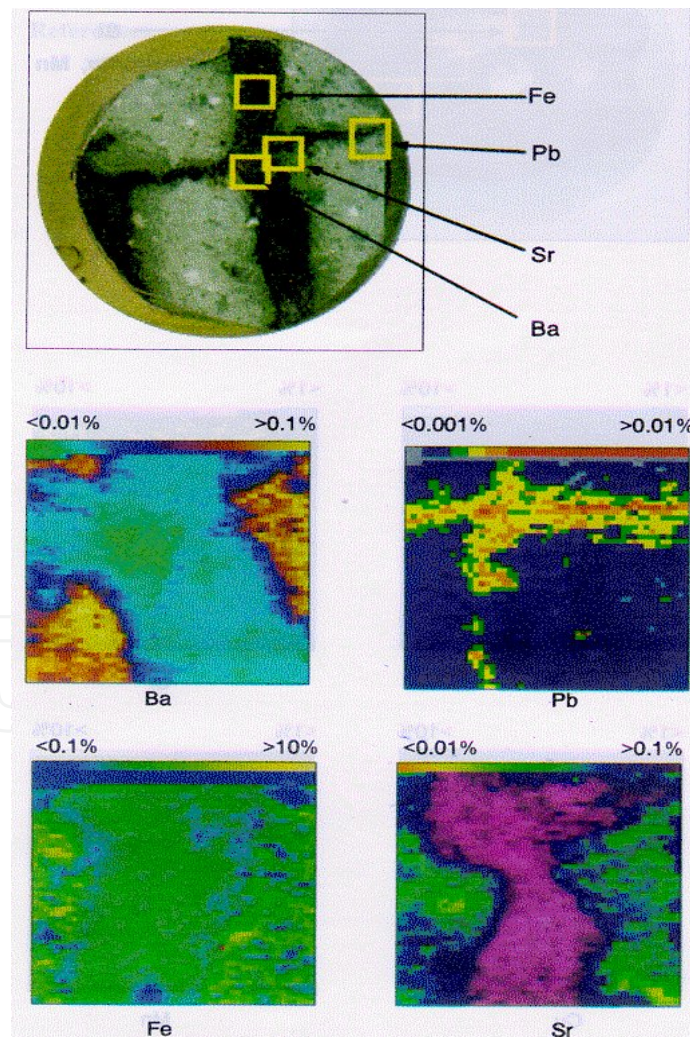 Fe
Pb
Sr
Ba
<0.01% >0.1%
<0.001% >0.01%
Ba
Pb
<0.1% >10%
<0.01% >0.1%
Fe
Sr